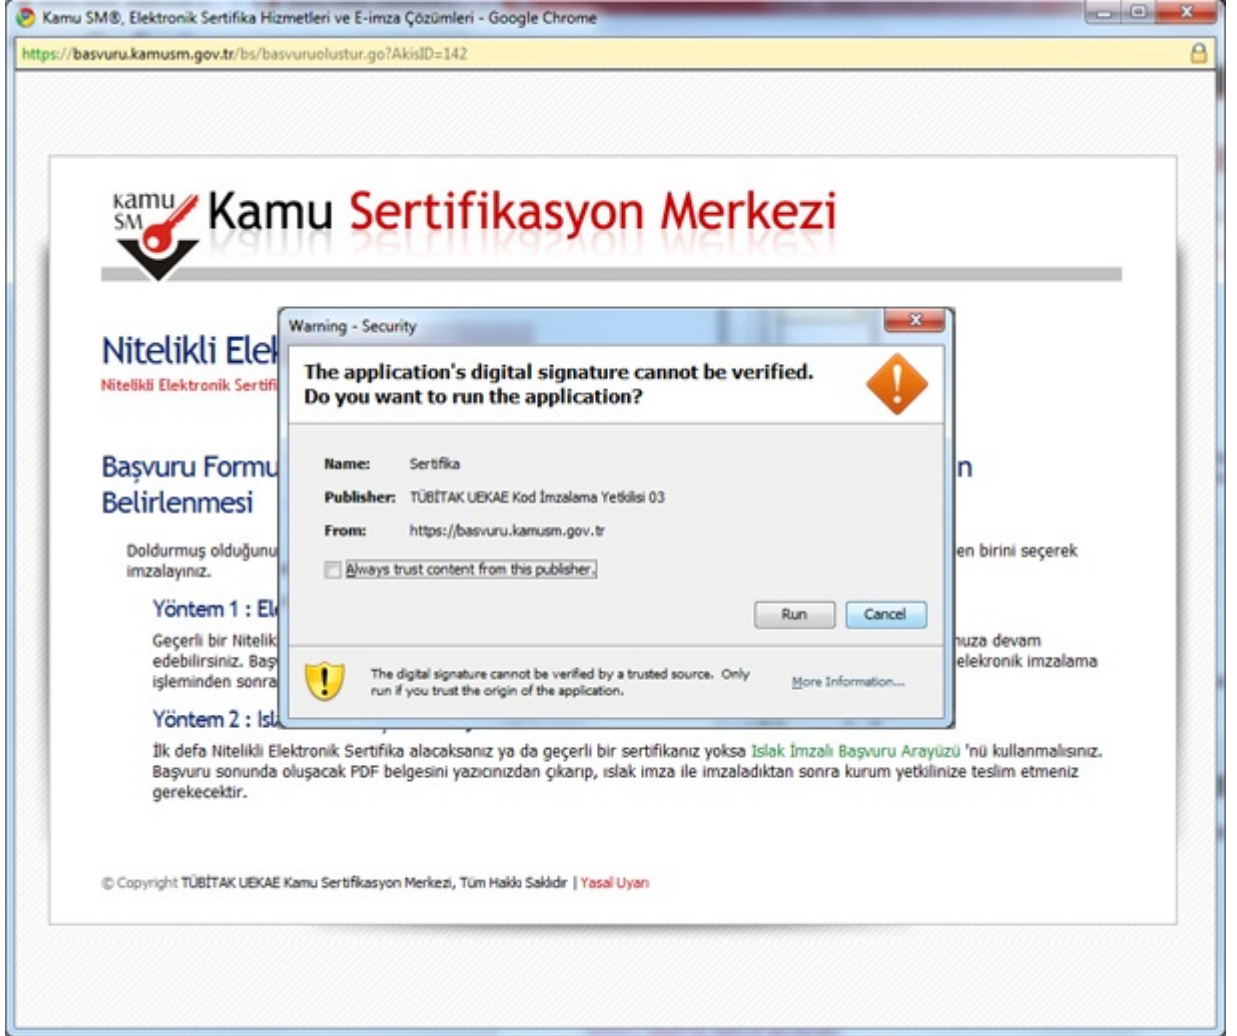 Kamu SM®, Elektronik Sertifika Hizmetleri ve E-imza Çözümleri - Google Chrome
https://basvuru.kamusm.gov.tr/bs/basvuruolustur.go?AkisID=142
Kamu SM
Kamu Sertifikasyon Merkezi
Nitelikli Elek
Nitelikli Elektronik Sertifi
Warning - Security
The application's digital signature cannot be verified.
Do you want to run the application?
Name: Sertifika
Publisher: TÜBİTAK UEKAE Kod İmzalama Yetkilisi 03
From: https://basvuru.kamusm.gov.tr
Always trust content from this publisher.
Run Cancel
The digital signature cannot be verified by a trusted source. Only
run if you trust the origin of the application.
More Information...
Başvuru Formu n
Belirlenmesi
Doldurmuş olduğunu en birini seçerek
imzalayınız.
Yöntem 1 : El
Geçerli bir Nitelik nuza devam
edebilirsiniz. Baş elekronik imzalama
işleminden sonra
Yöntem 2 : Isl
İlk defa Nitelikli Elektronik Sertifika alacaksanız ya da geçerli bir sertifikanız yoksa Islak İmzalı Başvuru Arayüzü 'nü kullanmalısınız.
Başvuru sonunda oluşacak PDF belgesini yazıcınızdan çıkarıp, ıslak imza ile imzaladıktan sonra kurum yetkilinize teslim etmeniz
gerekecektir.
© Copyright TÜBİTAK UEKAE Kamu Sertifikasyon Merkezi, Tüm Hakkı Saklıdır | Yasal Uyarı